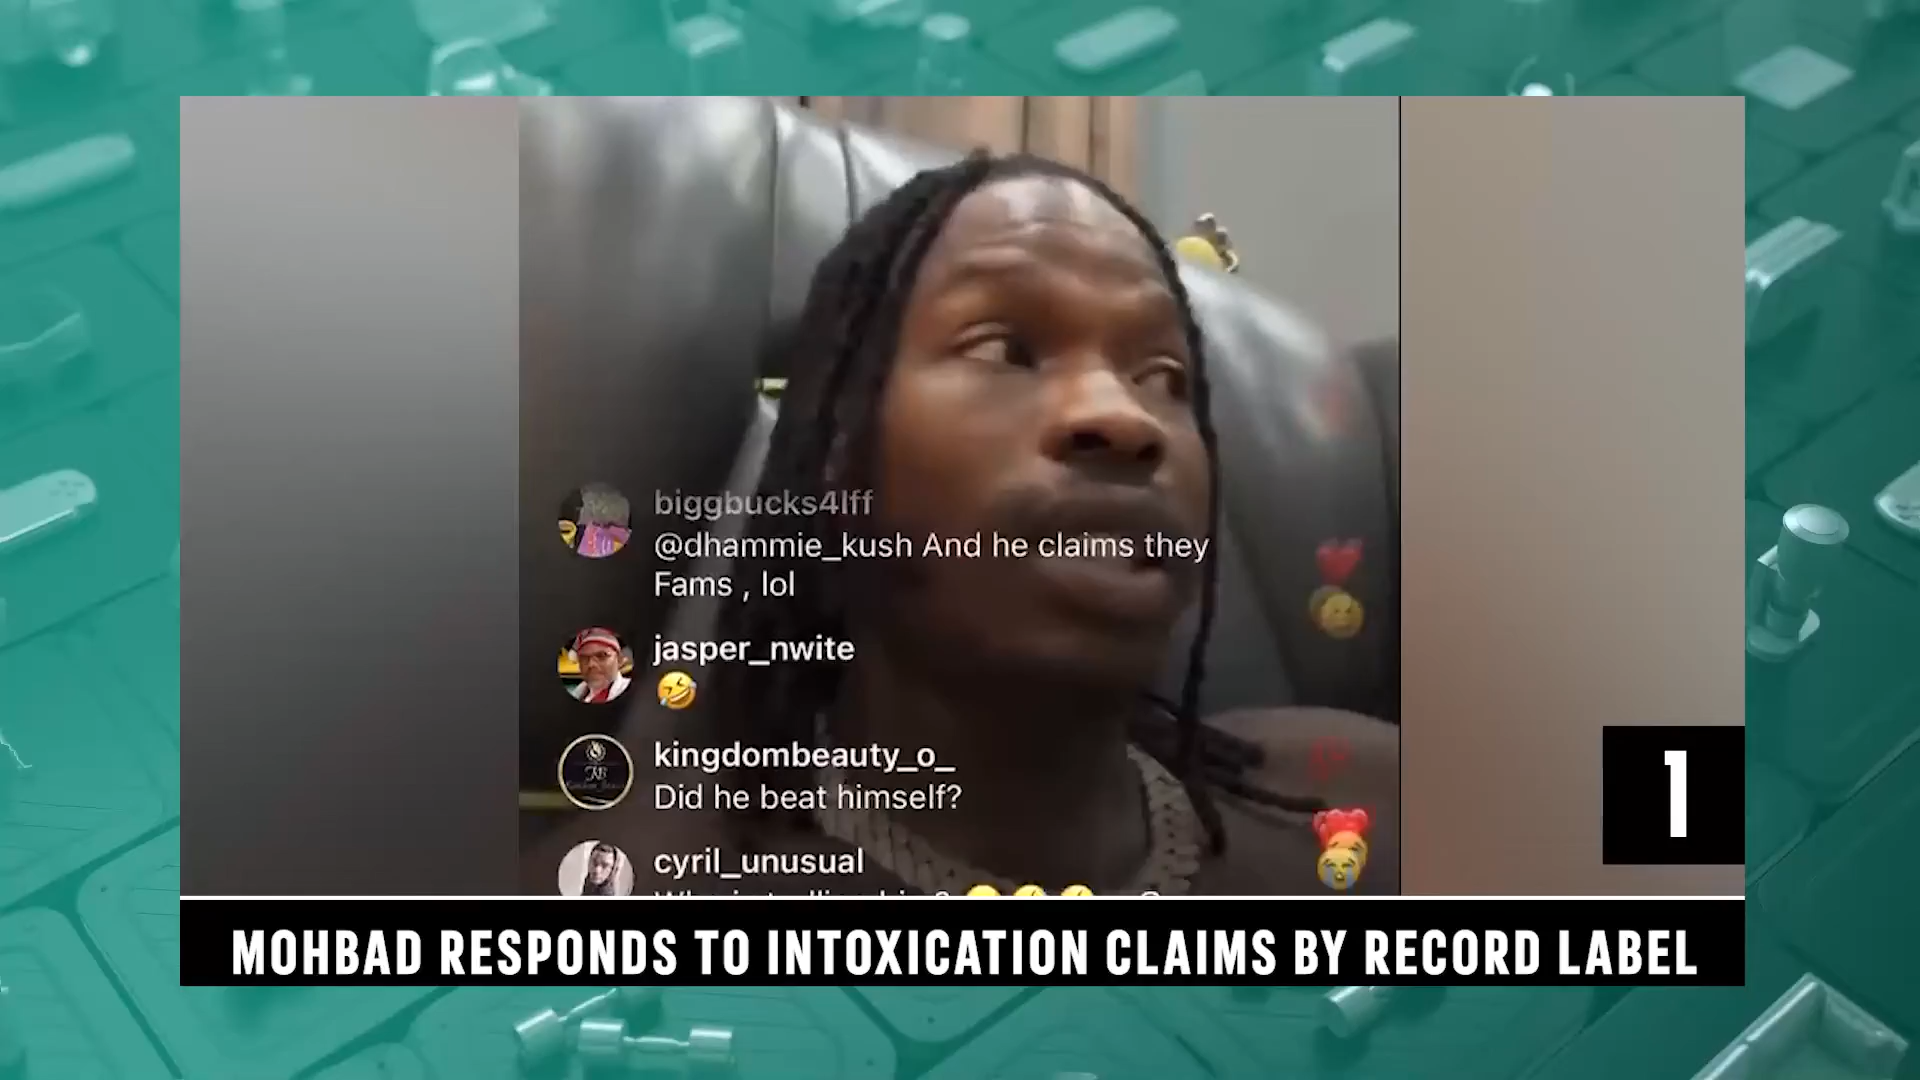 biggbucks4lff
@dhammie_kush And he claims they
Fams , lol
jasper_nwite
kingdombeauty_o_
Did he beat himself?
cyril_unusual
1
MOHBAD RESPONDS TO INTOXICATION CLAIMS BY RECORD LABEL